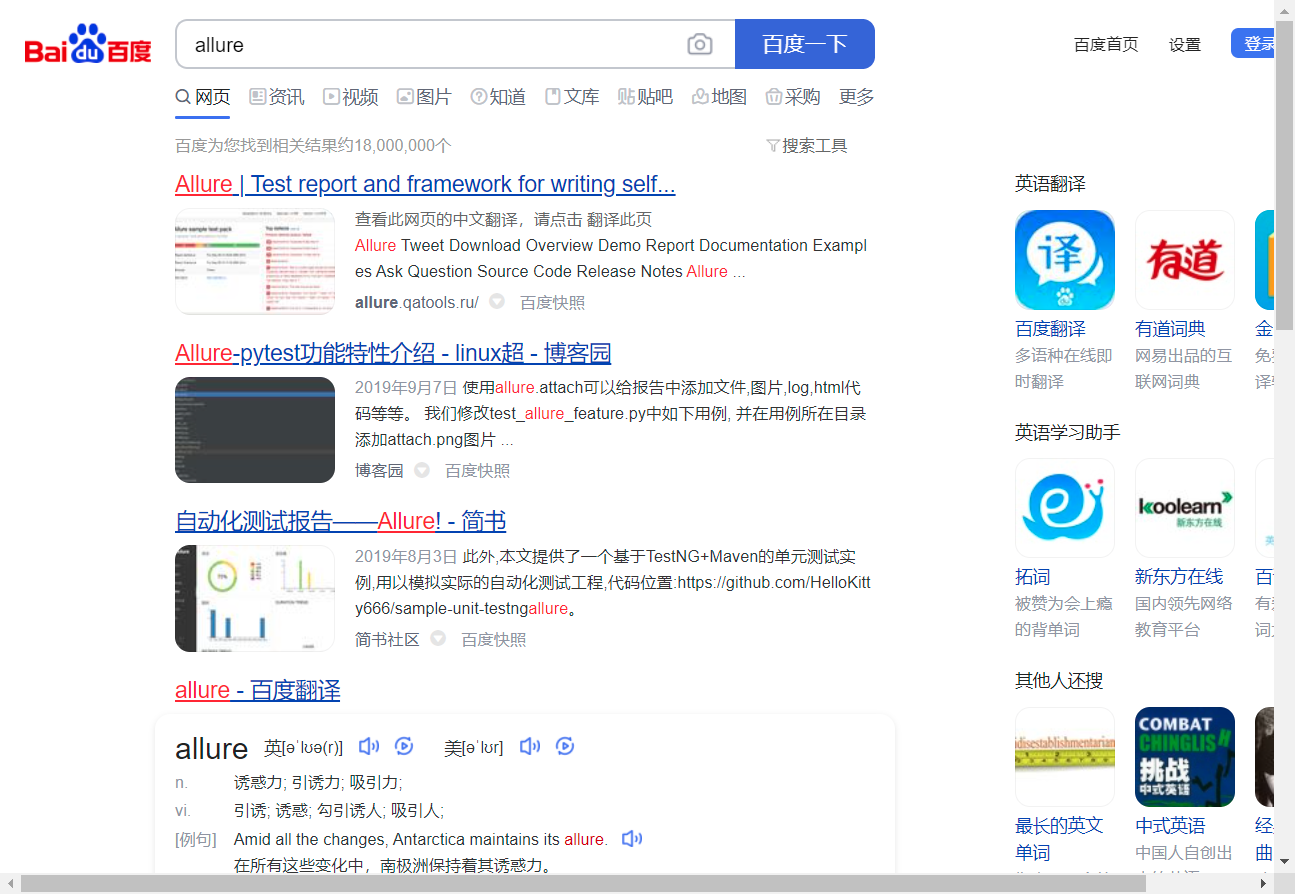 Bai du 百度
allure
百度一下
百度首页
设置
登录
网页
资讯
视频
图片
知道
文库
贴吧
地图
采购
更多
百度为您找到相关结果约18,000,000个
搜索工具
Allure | Test report and framework for writing self...
查看此网页的中文翻译，请点击 翻译此页
Allure Tweet Download Overview Demo Report Documentation Exampl
es Ask Question Source Code Release Notes Allure ...
allure.qatools.ru/
百度快照
Allure-pytest功能特性介绍 - linux超 - 博客园
2019年9月7日 使用allure.attach可以给报告中添加文件,图片,log,html代
码等等。 我们修改test_allure_feature.py中如下用例, 并在用例所在目录
添加attach.png图片 ...
博客园
百度快照
自动化测试报告——Allure! - 简书
2019年8月3日 此外,本文提供了一个基于TestNG+Maven的单元测试实
例,用以模拟实际的自动化测试工程,代码位置:https://github.com/HelloKitt
y666/sample-unit-testngallure。
简书社区
百度快照
allure - 百度翻译
allure 英[əˈlʊə(r)] 美[əˈlʊr]
n. 诱惑力; 引诱力; 吸引力;
vi. 引诱; 诱惑; 勾引诱人; 吸引人;
[例句] Amid all the changes, Antarctica maintains its allure.
在所有这些变化中，南极洲保持着其诱惑力。
英语翻译
译
有道
百度翻译
有道词典
金
多语种在线即
时翻译
网易出品的互
联网词典
免
译
英语学习助手
koolearn
新东方在线
拓词
新东方在线
百
被赞为会上瘾
的背单词
国内领先网络
教育平台
有
词
其他人还搜
disestablishmentarian
COMBAT
CHINGLISH
挑战
中式英语
最长的英文
单词
中式英语
中国人自创出
经
曲